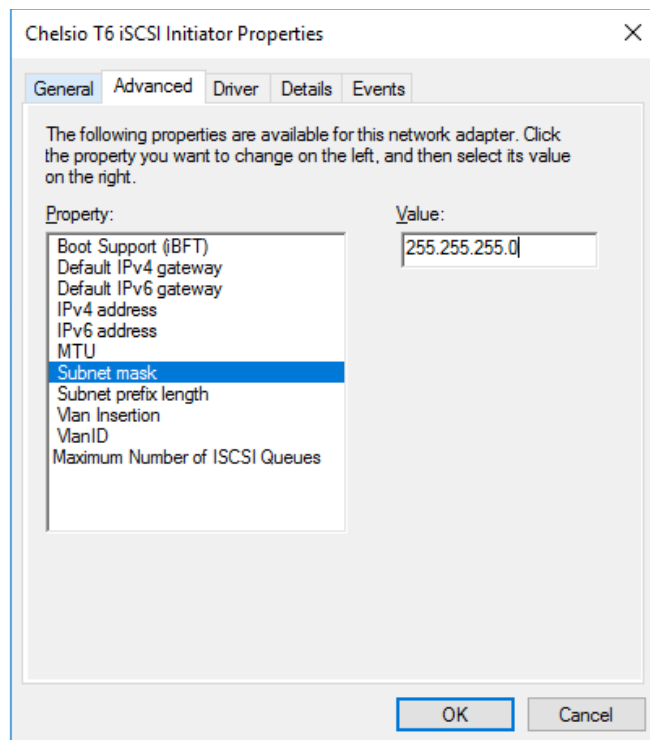 Chelsio T6 iSCSI Initiator Properties
General Advanced Driver Details Events
The following properties are available for this network adapter. Click
the property you want to change on the left, and then select its value
on the right.
Property: Value:
Boot Support (iBFT) 255.255.255.0
Default IPv4 gateway
Default IPv6 gateway
IPv4 address
IPv6 address
MTU
Subnet mask
Subnet prefix length
Vlan Insertion
VlanID
Maximum Number of ISCSI Queues
OK Cancel